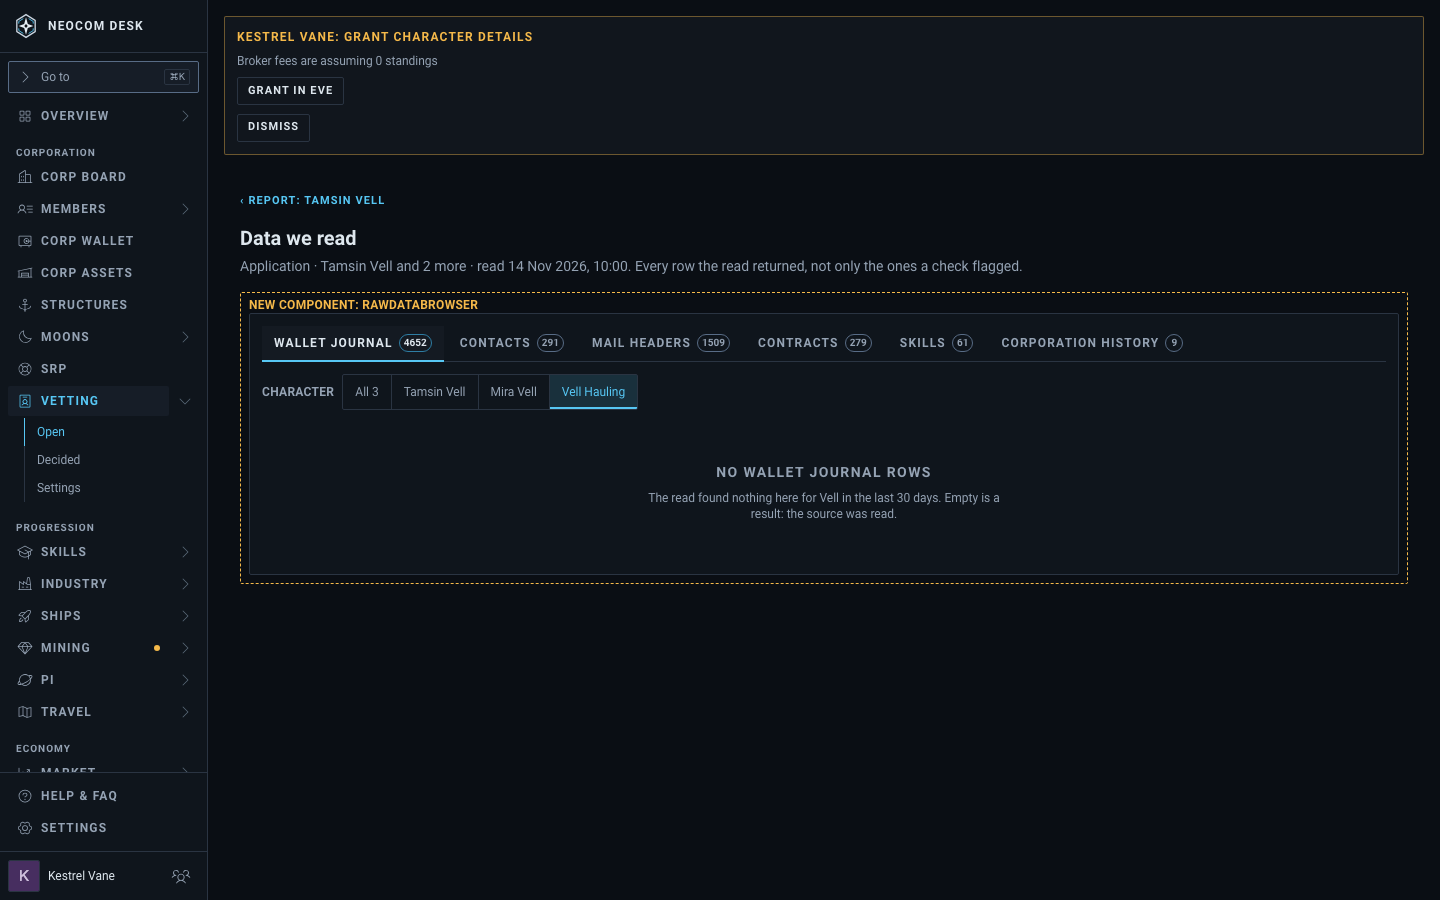 NEOCOM DESK
Go to
⌘K
OVERVIEW
CORPORATION
CORP BOARD
MEMBERS
CORP WALLET
CORP ASSETS
STRUCTURES
MOONS
SRP
VETTING
Open
Decided
Settings
PROGRESSION
SKILLS
INDUSTRY
SHIPS
MINING
PI
TRAVEL
ECONOMY
MARKET
HELP & FAQ
SETTINGS
K
Kestrel Vane
KESTREL VANE: GRANT CHARACTER DETAILS
Broker fees are assuming 0 standings
GRANT IN EVE
DISMISS
‹ REPORT: TAMSIN VELL
Data we read
Application · Tamsin Vell and 2 more · read 14 Nov 2026, 10:00. Every row the read returned, not only the ones a check flagged.
NEW COMPONENT: RAWDATABROWSER
WALLET JOURNAL 4652 CONTACTS 291 MAIL HEADERS 1509 CONTRACTS 279 SKILLS 61 CORPORATION HISTORY 9
CHARACTER All 3 Tamsin Vell Mira Vell Vell Hauling
NO WALLET JOURNAL ROWS
The read found nothing here for Vell in the last 30 days. Empty is a
result: the source was read.